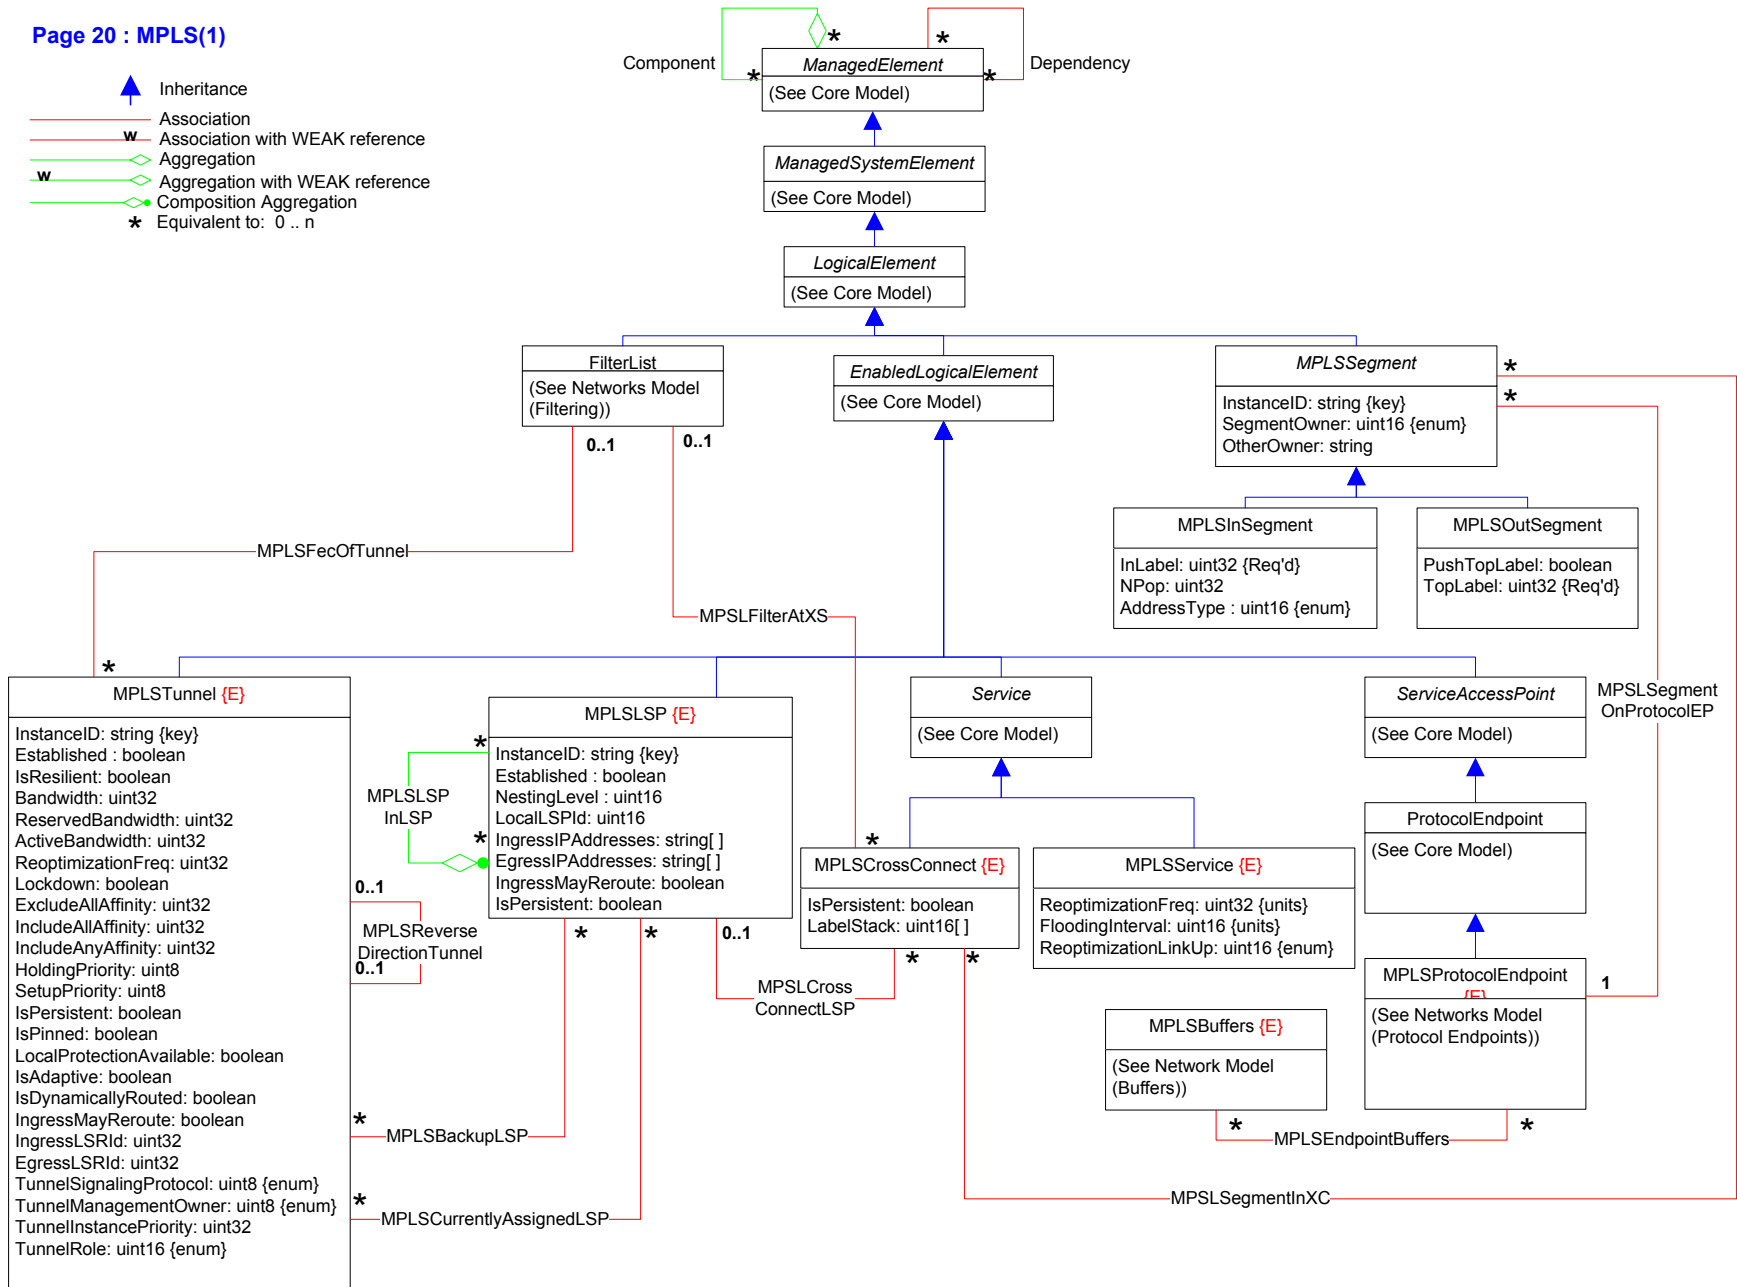 Page 20 : MPLS(1)
Inheritance
Association
w
Association with WEAK reference
Aggregation
w
Aggregation with WEAK reference
Composition Aggregation
* Equivalent to: 0 .. n
Component
*
*
*
*
Dependency
ManagedElement
(See Core Model)
ManagedSystemElement
(See Core Model)
LogicalElement
(See Core Model)
FilterList
(See Networks Model
(Filtering))
0..1
0..1
EnabledLogicalElement
(See Core Model)
MPLSSegment
InstanceID: string {key}
SegmentOwner: uint16 {enum}
OtherOwner: string
*
*
MPLSInSegment
InLabel: uint32 {Req'd}
NPop: uint32
AddressType : uint16 {enum}
MPLSOutSegment
PushTopLabel: boolean
TopLabel: uint32 {Req'd}
MPLSFecOfTunnel
MPSLFilterAtXS
*
MPLSTunnel {E}
InstanceID: string {key}
Established : boolean
IsResilient: boolean
Bandwidth: uint32
ReservedBandwidth: uint32
ActiveBandwidth: uint32
ReoptimizationFreq: uint32
Lockdown: boolean
ExcludeAllAffinity: uint32
IncludeAllAffinity: uint32
IncludeAnyAffinity: uint32
HoldingPriority: uint8
SetupPriority: uint8
IsPersistent: boolean
IsPinned: boolean
LocalProtectionAvailable: boolean
IsAdaptive: boolean
IsDynamicallyRouted: boolean
IngressMayReroute: boolean
IngressLSRId: uint32
EgressLSRId: uint32
TunnelSignalingProtocol: uint8 {enum}
TunnelManagementOwner: uint8 {enum}
TunnelInstancePriority: uint32
TunnelRole: uint16 {enum}
0..1
MPLSReverse
DirectionTunnel
0..1
MPLSLSP
InLSP
*
*
MPLSLSP {E}
InstanceID: string {key}
Established : boolean
NestingLevel : uint16
LocalLSPId: uint16
IngressIPAddresses: string[ ]
EgressIPAddresses: string[ ]
IngressMayReroute: boolean
IsPersistent: boolean
*
*
0..1
*
MPLSBackupLSP
*
MPLSCurrentlyAssignedLSP
MPSLCross
ConnectLSP
Service
(See Core Model)
*
MPLSCrossConnect {E}
IsPersistent: boolean
LabelStack: uint16[ ]
*
*
MPLSService {E}
ReoptimizationFreq: uint32 {units}
FloodingInterval: uint16 {units}
ReoptimizationLinkUp: uint16 {enum}
ServiceAccessPoint
(See Core Model)
ProtocolEndpoint
(See Core Model)
MPLSProtocolEndpoint
{E}
(See Networks Model
(Protocol Endpoints))
1
MPSLSegment
OnProtocolEP
MPLSBuffers {E}
(See Network Model
(Buffers))
*
MPLSEndpointBuffers
*
MPSLSegmentInXC